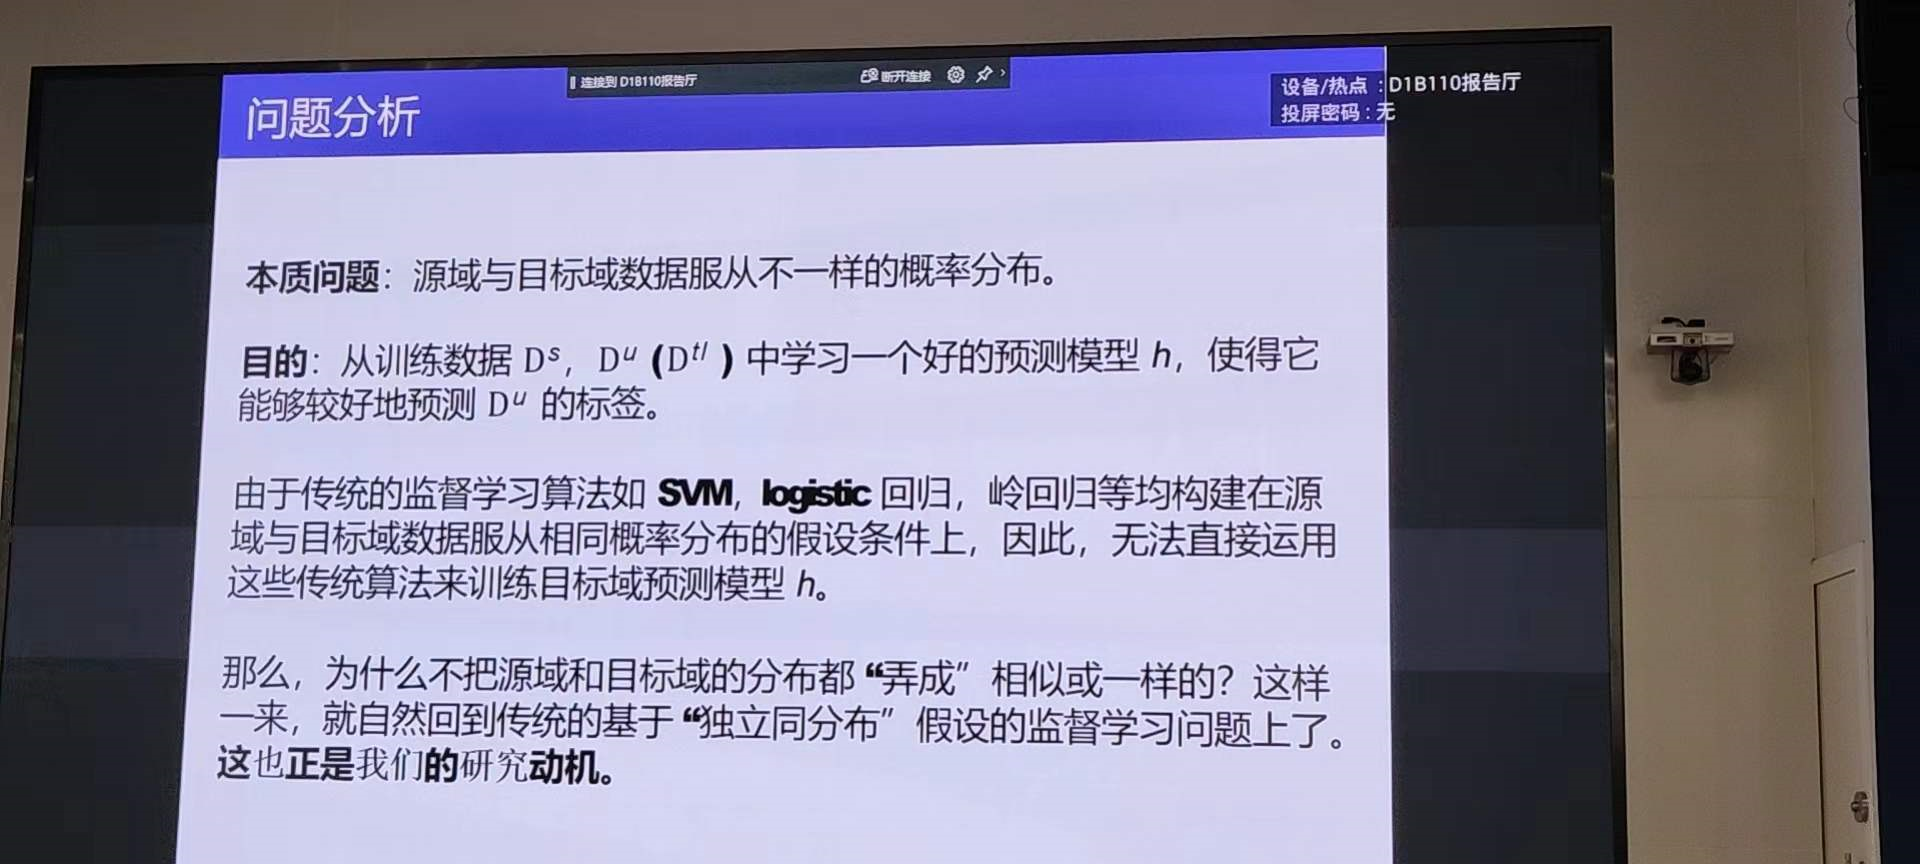 连接到 D1B110报告厅
断开连接
设备/热点：D1B110报告厅
投屏密码：无
问题分析
本质问题：源域与目标域数据服从不一样的概率分布。
目的：从训练数据 Dˢ，Dᵘ (Dᵗˡ ) 中学习一个好的预测模型 h，使得它
能够较好地预测 Dᵘ 的标签。
由于传统的监督学习算法如 SVM，logistic 回归，岭回归等均构建在源
域与目标域数据服从相同概率分布的假设条件上，因此，无法直接运用
这些传统算法来训练目标域预测模型 h。
那么，为什么不把源域和目标域的分布都 “弄成” 相似或一样的？这样
一来，就自然回到传统的基于 “独立同分布” 假设的监督学习问题上了。
这也正是我们的研究动机。